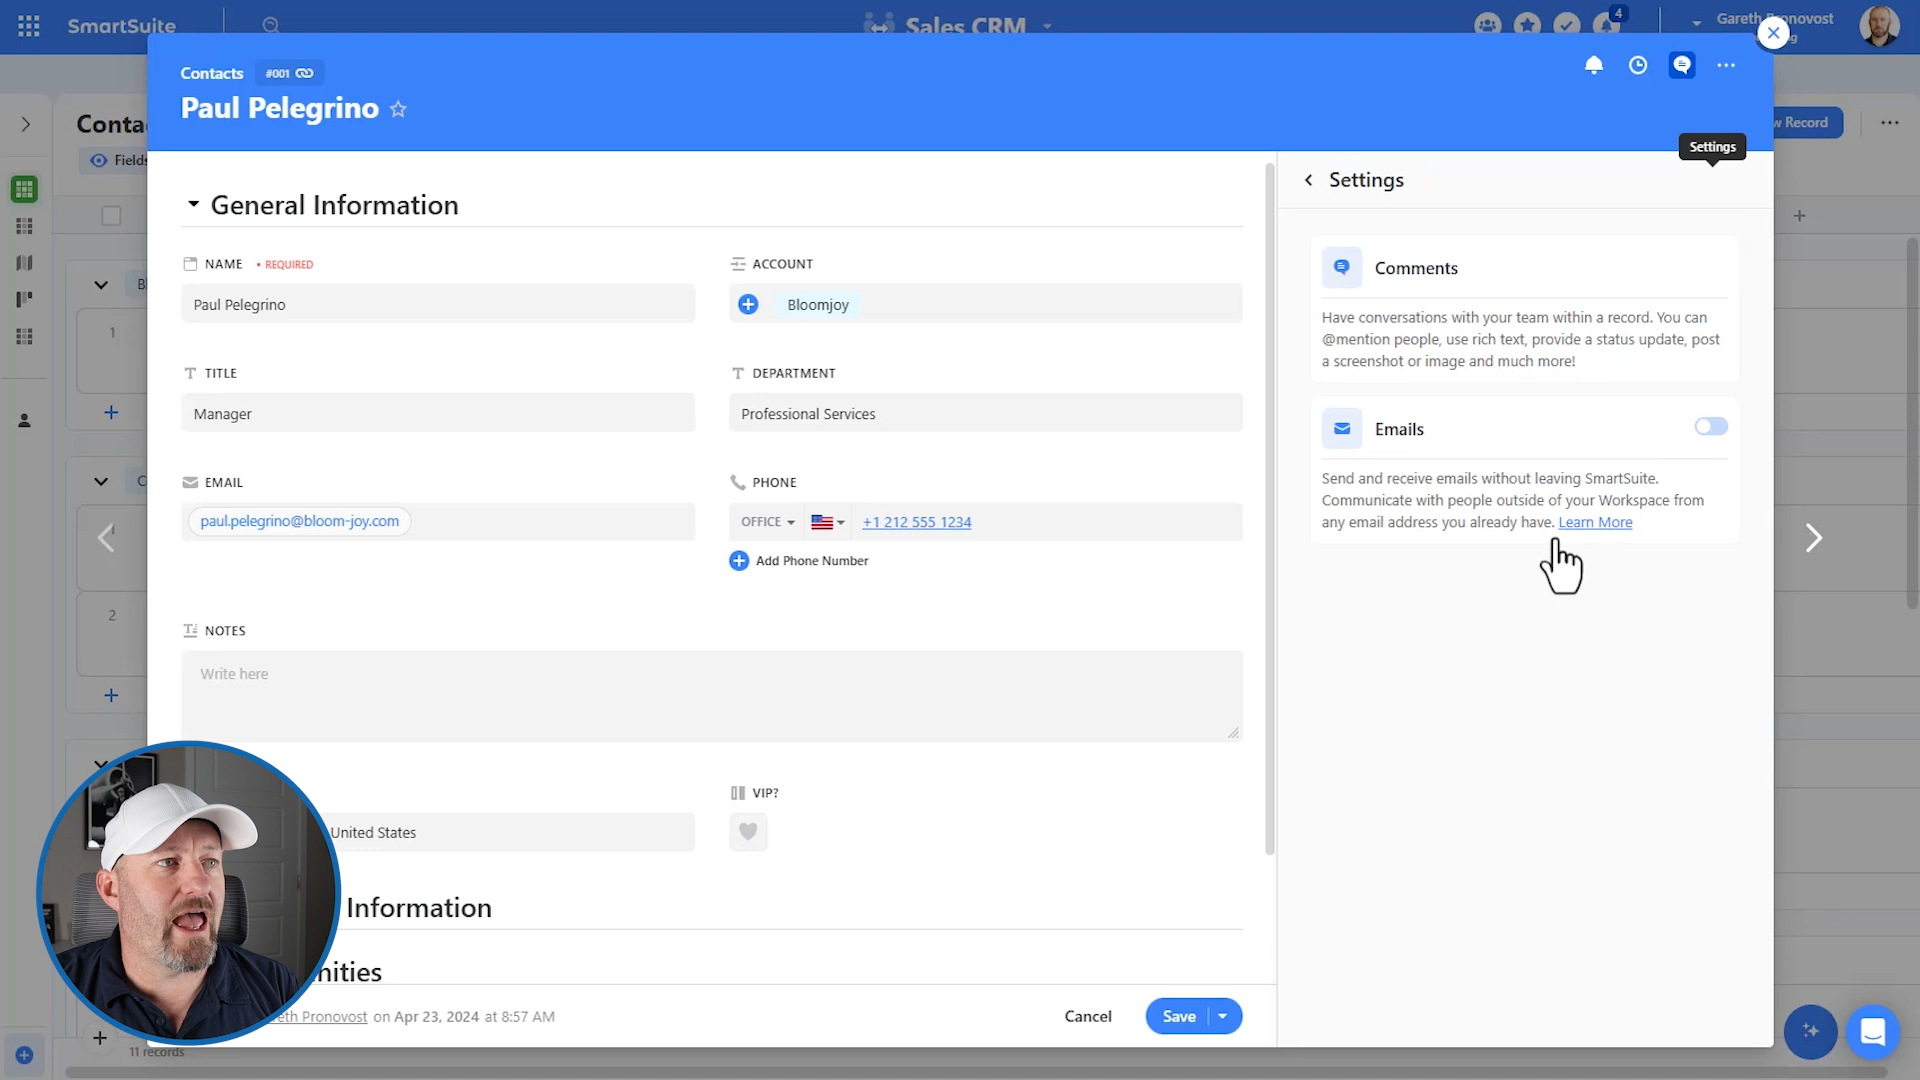 SmartSuite
Sales CRM
4
Gareth Pronovost
Contacts
#001
Paul Pelegrino
Conta
Fields
w Record
Settings
Settings
General Information
NAME • REQUIRED
ACCOUNT
Paul Pelegrino
Bloomjoy
Comments
Have conversations with your team within a record. You can
@mention people, use rich text, provide a status update, post
a screenshot or image and much more!
TITLE
DEPARTMENT
Manager
Professional Services
Emails
Send and receive emails without leaving SmartSuite.
Communicate with people outside of your Workspace from
any email address you already have. Learn More
EMAIL
PHONE
paul.pelegrino@bloom-joy.com
OFFICE
+1 212 555 1234
Add Phone Number
1
2
NOTES
Write here
VIP?
United States
Information
nities
eth Pronovost on Apr 23, 2024 at 8:57 AM
Cancel
Save
11 records